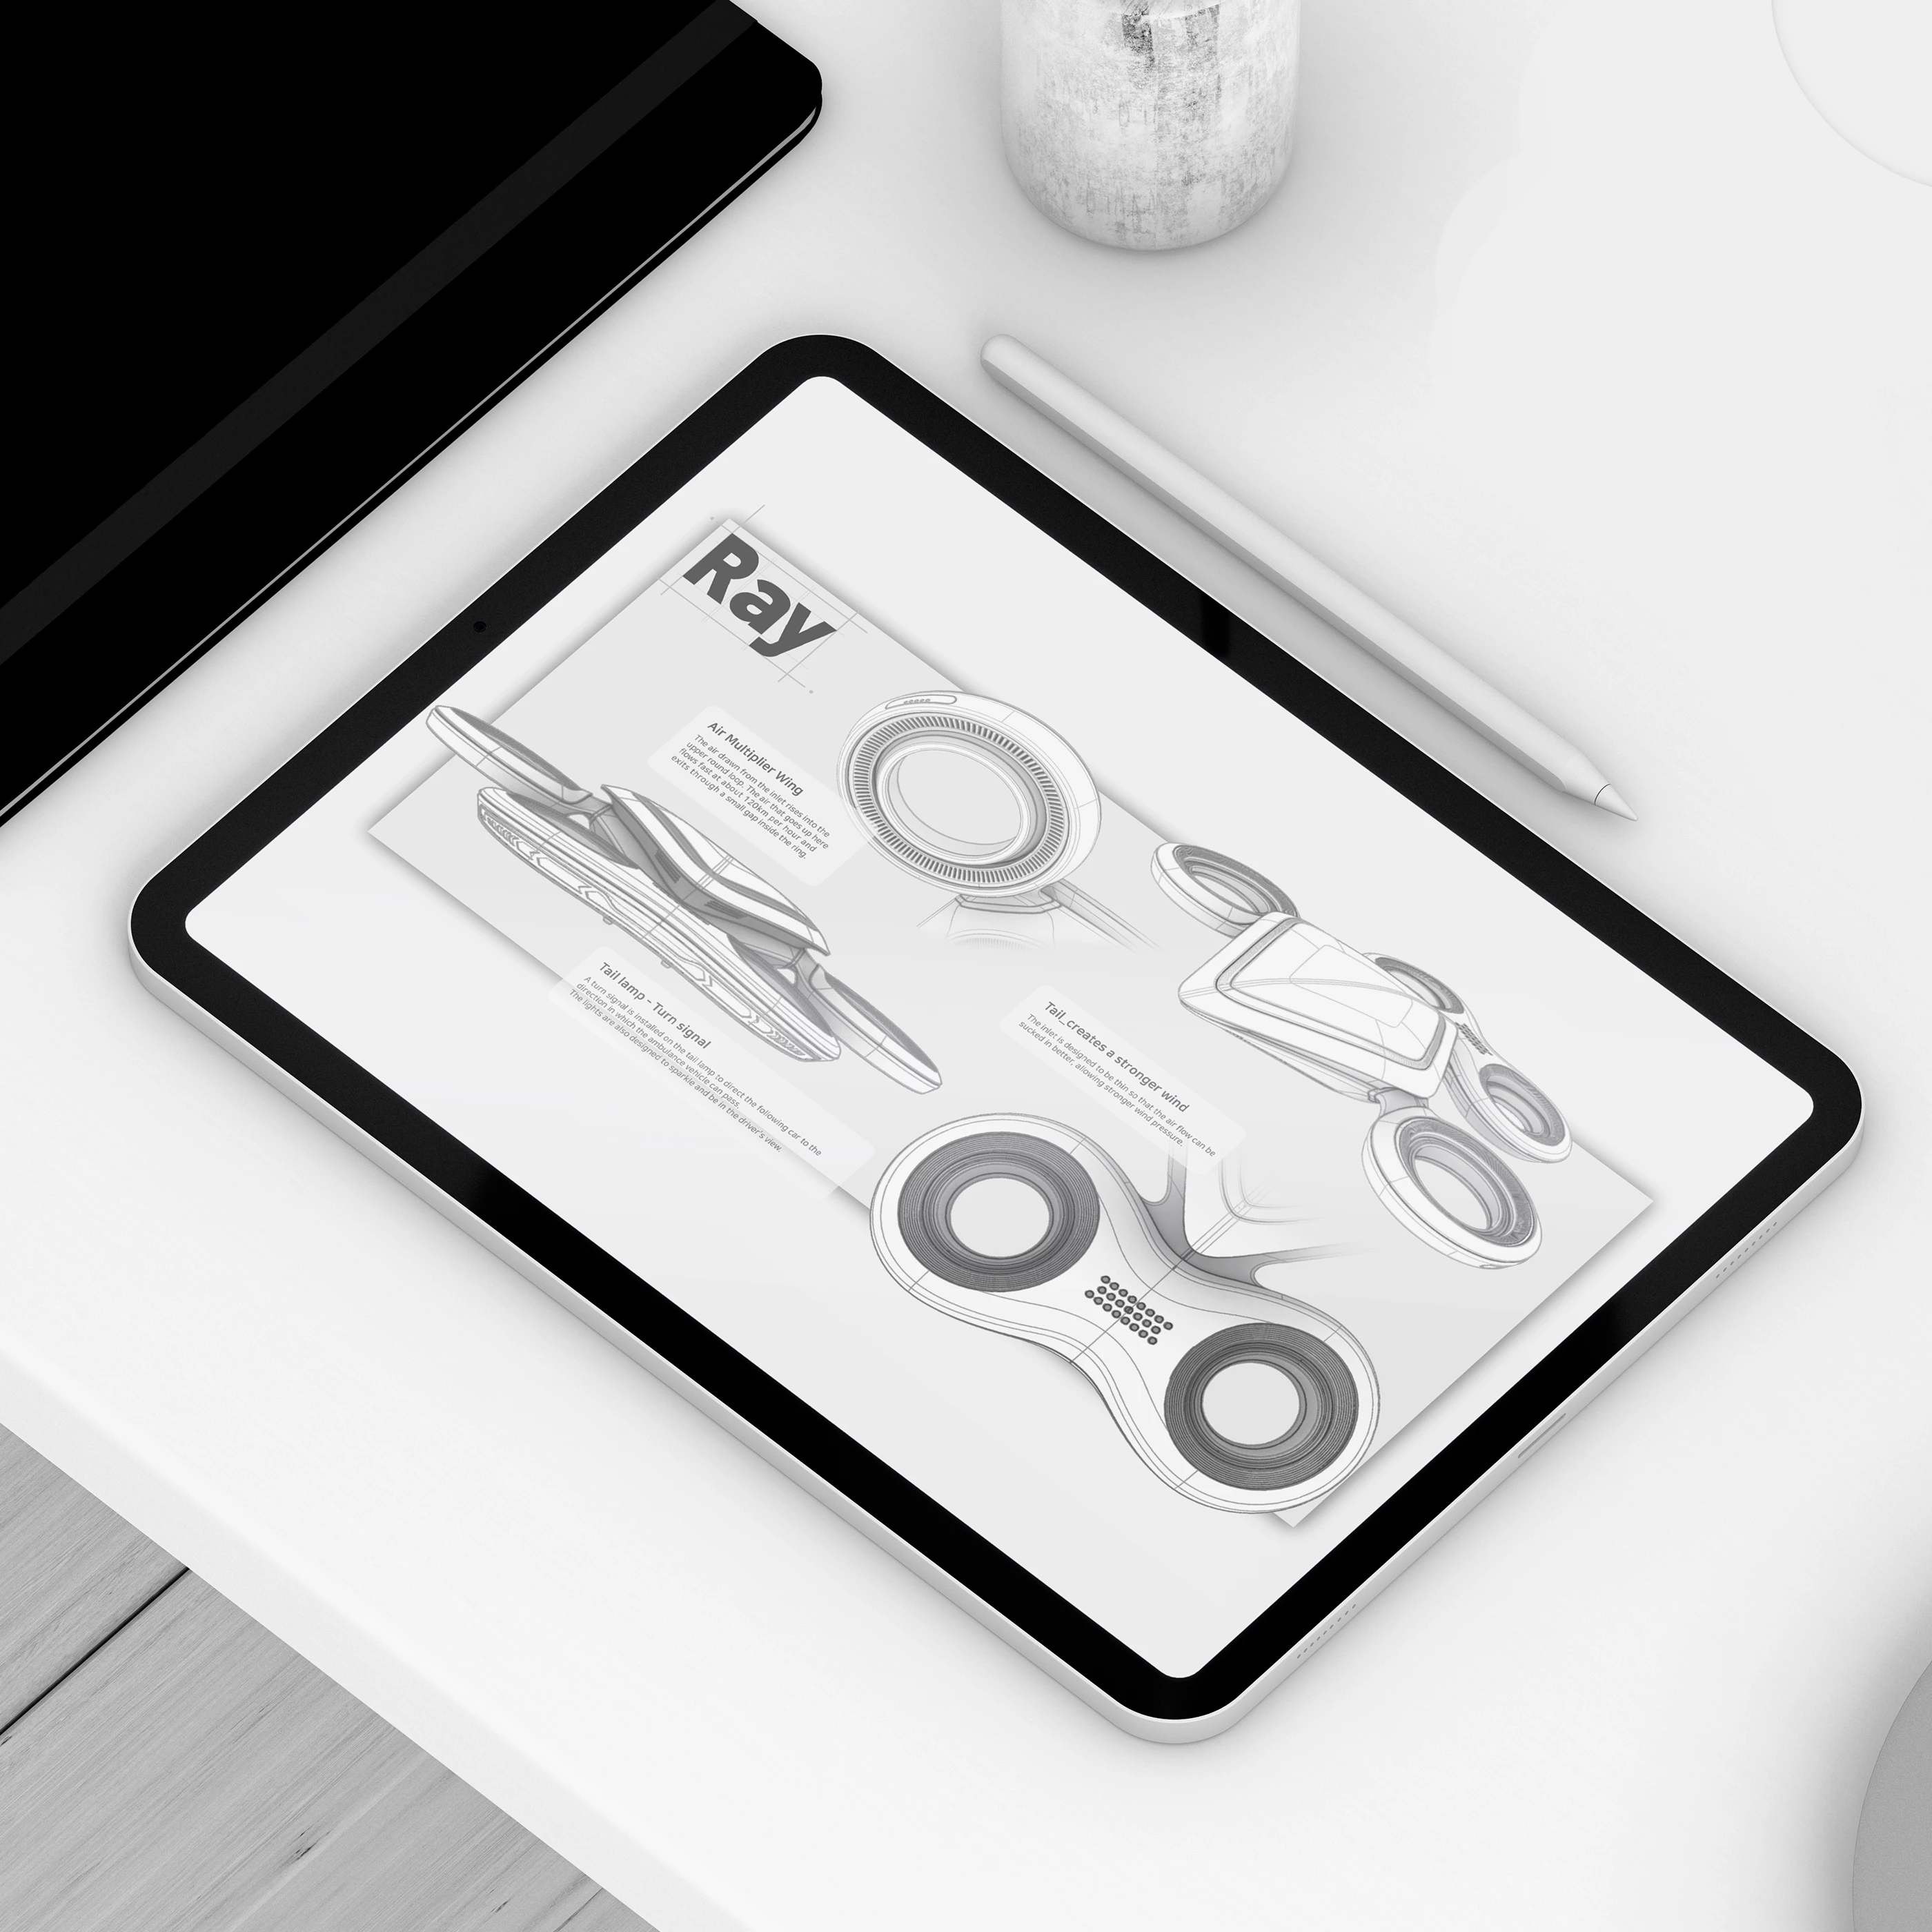 Ray
Air Multiplier Wing
The air drawn from the inlet rises into the
upper round loop. The air that goes up here
flows fast at about 120km per hour and
exits through a small gap inside the ring.
Tail lamp - Turn signal
A turn signal is installed on the tail lamp to direct the following car to the
direction in which the ambulance vehicle can pass.
The lights are also designed to sparkle and be in the driver's view.
Tail_creates a stronger wind
The inlet is designed to be thin so that the air flow can be
sucked in better, allowing stronger wind pressure.